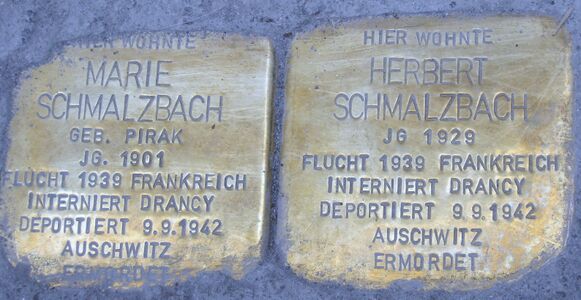 HIER WOHNTE
MARIE
SCHMALZBACH
GEB. PIRAK
JG. 1901
FLUCHT 1939 FRANKREICH
INTERNIERT DRANCY
DEPORTIERT 9.9.1942
AUSCHWITZ
ERMORDET
HIER WOHNTE
HERBERT
SCHMALZBACH
JG 1929
FLUCHT 1939 FRANKREICH
INTERNIERT DRANCY
DEPORTIERT 9.9.1942
AUSCHWITZ
ERMORDET